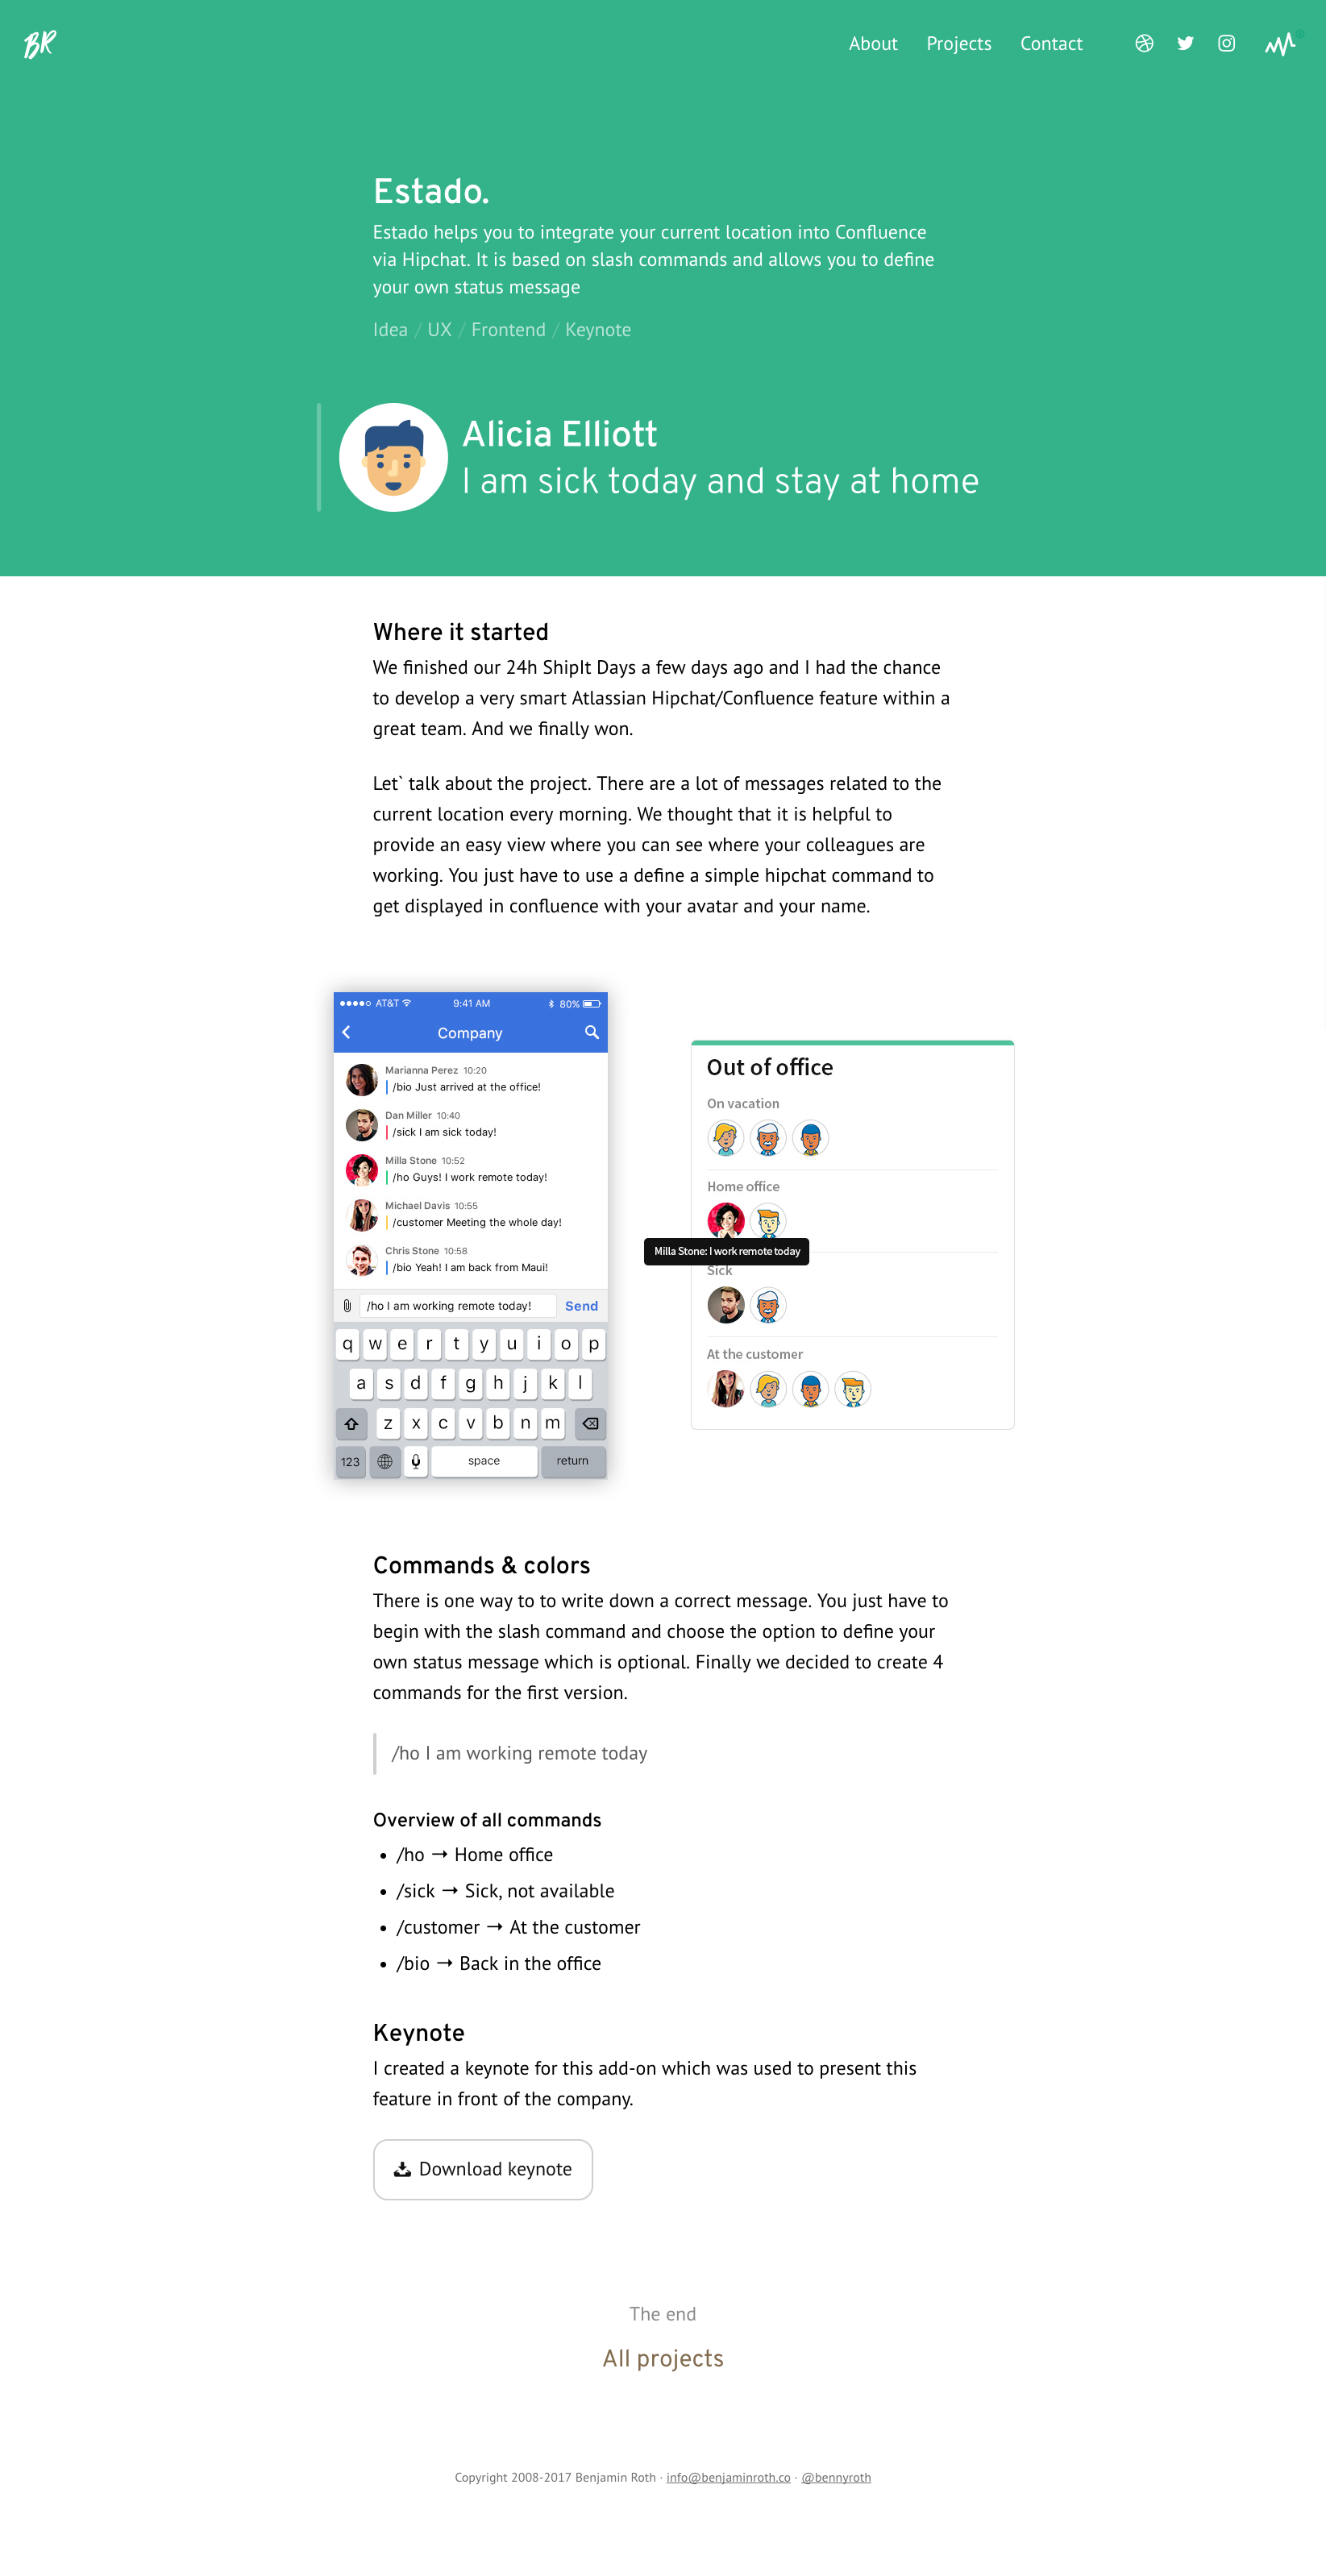 BR
About Projects Contact
Estado.
Estado helps you to integrate your current location into Confluence
via Hipchat. It is based on slash commands and allows you to define
your own status message
Idea / UX / Frontend / Keynote
Alicia Elliott
I am sick today and stay at home
Where it started
We finished our 24h ShipIt Days a few days ago and I had the chance
to develop a very smart Atlassian Hipchat/Confluence feature within a
great team. And we finally won.
Let` talk about the project. There are a lot of messages related to the
current location every morning. We thought that it is helpful to
provide an easy view where you can see where your colleagues are
working. You just have to use a define a simple hipchat command to
get displayed in confluence with your avatar and your name.
AT&T 9:41 AM 80%
Company
Marianna Perez 10:20
/bio Just arrived at the office!
Dan Miller 10:40
/sick I am sick today!
Milla Stone 10:52
/ho Guys! I work remote today!
Michael Davis 10:55
/customer Meeting the whole day!
Chris Stone 10:58
/bio Yeah! I am back from Maui!
/ho I am working remote today! Send
q w e r t y u i o p
a s d f g h j k l
z x c v b n m
123 space return
Out of office
On vacation
Home office
Milla Stone: I work remote today
Sick
At the customer
Commands & colors
There is one way to to write down a correct message. You just have to
begin with the slash command and choose the option to define your
own status message which is optional. Finally we decided to create 4
commands for the first version.
/ho I am working remote today
Overview of all commands
• /ho → Home office
• /sick → Sick, not available
• /customer → At the customer
• /bio → Back in the office
Keynote
I created a keynote for this add-on which was used to present this
feature in front of the company.
Download keynote
The end
All projects
Copyright 2008-2017 Benjamin Roth · info@benjaminroth.co · @bennyroth